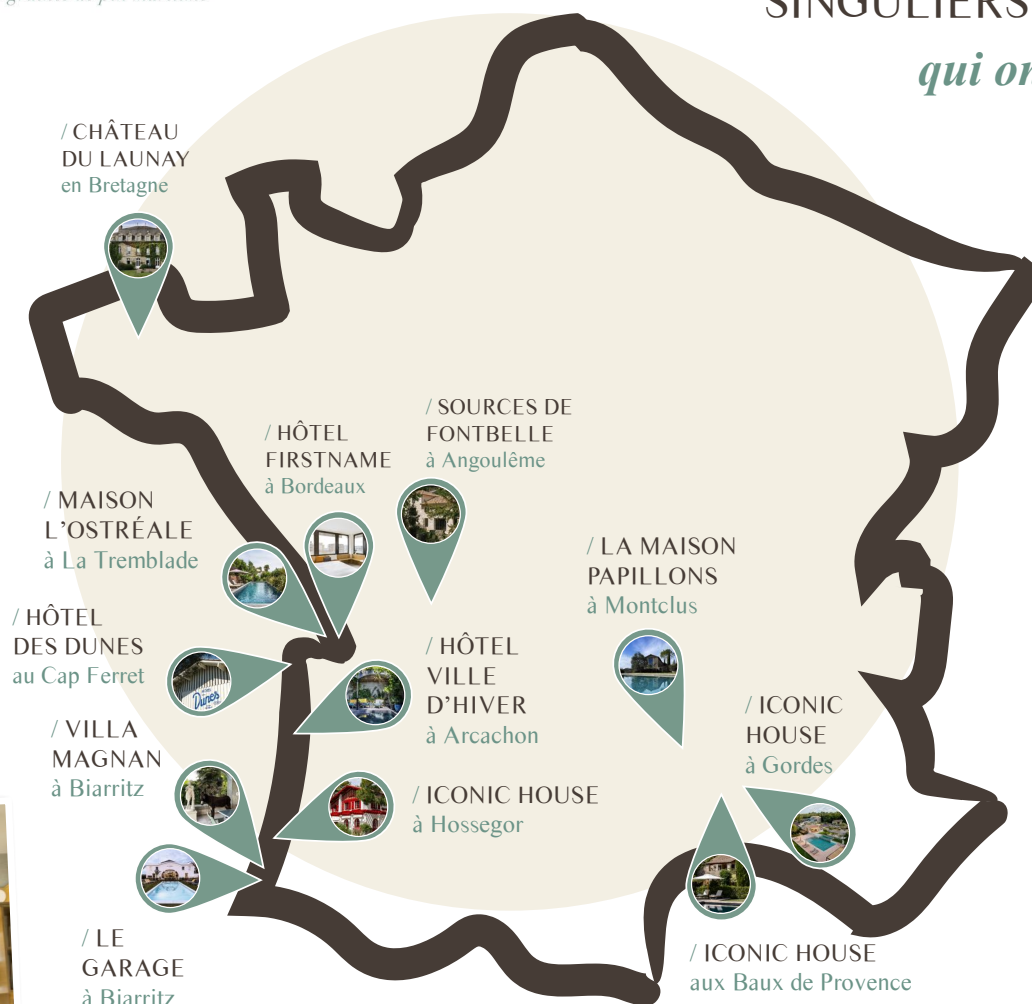 SINGULIERS
qui
/ CHÂTEAU
DU LAUNAY
en Bretagne
/ SOURCES DE
FONTBELLE
à Angoulême
/ HÔTEL
FIRSTNAME
à Bordeaux
/ MAISON
L’OSTRÉALE
à La Tremblade
/ LA MAISON
PAPILLONS
à Montclus
/ HÔTEL
DES DUNES
au Cap Ferret
Dunes
/ HÔTEL
VILLE
D’HIVER
à Arcachon
/ VILLA
MAGNAN
à Biarritz
/ ICONIC
HOUSE
à Gordes
/ ICONIC HOUSE
à Hossegor
/ LE
GARAGE
à Biarritz
/ ICONIC HOUSE
aux Baux de Provence